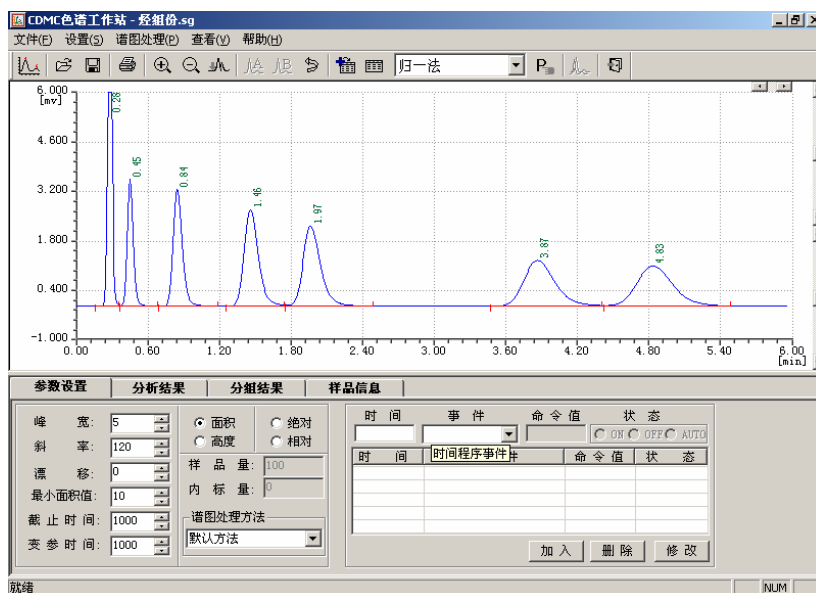 CDMC色谱工作站 - 烃组份.sg
文件(F) 设置(S) 谱图处理(P) 查看(V) 帮助(H)
归一法
6.000
[mv]
4.600
3.200
1.800
0.400
-1.000
0.28
0.45
0.84
1.46
1.97
3.87
4.83
0.00 0.60 1.20 1.80 2.40 3.00 3.60 4.20 4.80 5.40 6.00
[min]
参数设置 分析结果 分组结果 样品信息
峰 宽: 5
斜 率: 120
漂 移: 0
最小面积值: 10
截止时间: 1000
变参时间: 1000
面积 绝对
高度 相对
样 品 量: 100
内 标 量: 0
谱图处理方法
默认方法
时 间 事 件 命令值 状 态
ON OFF AUTO
时 间 件 命令值 状 态
时间程序事件
加入 删除 修改
就绪 NUM